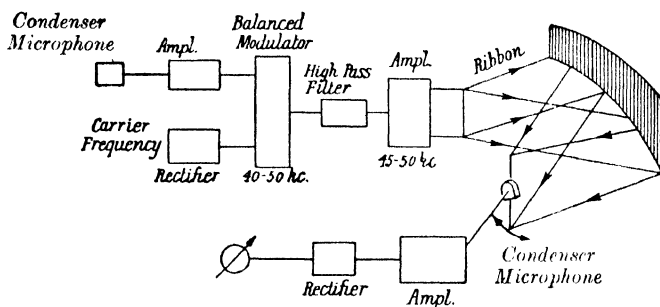 Condenser
Microphone
Ampl.
Balanced
Modulator
High Pass
Filter
Ampl.
Ribbon
Carrier
Frequency
Rectifier
40-50 kc.
45-50 kc
Condenser
Microphone
Rectifier
Ampl.